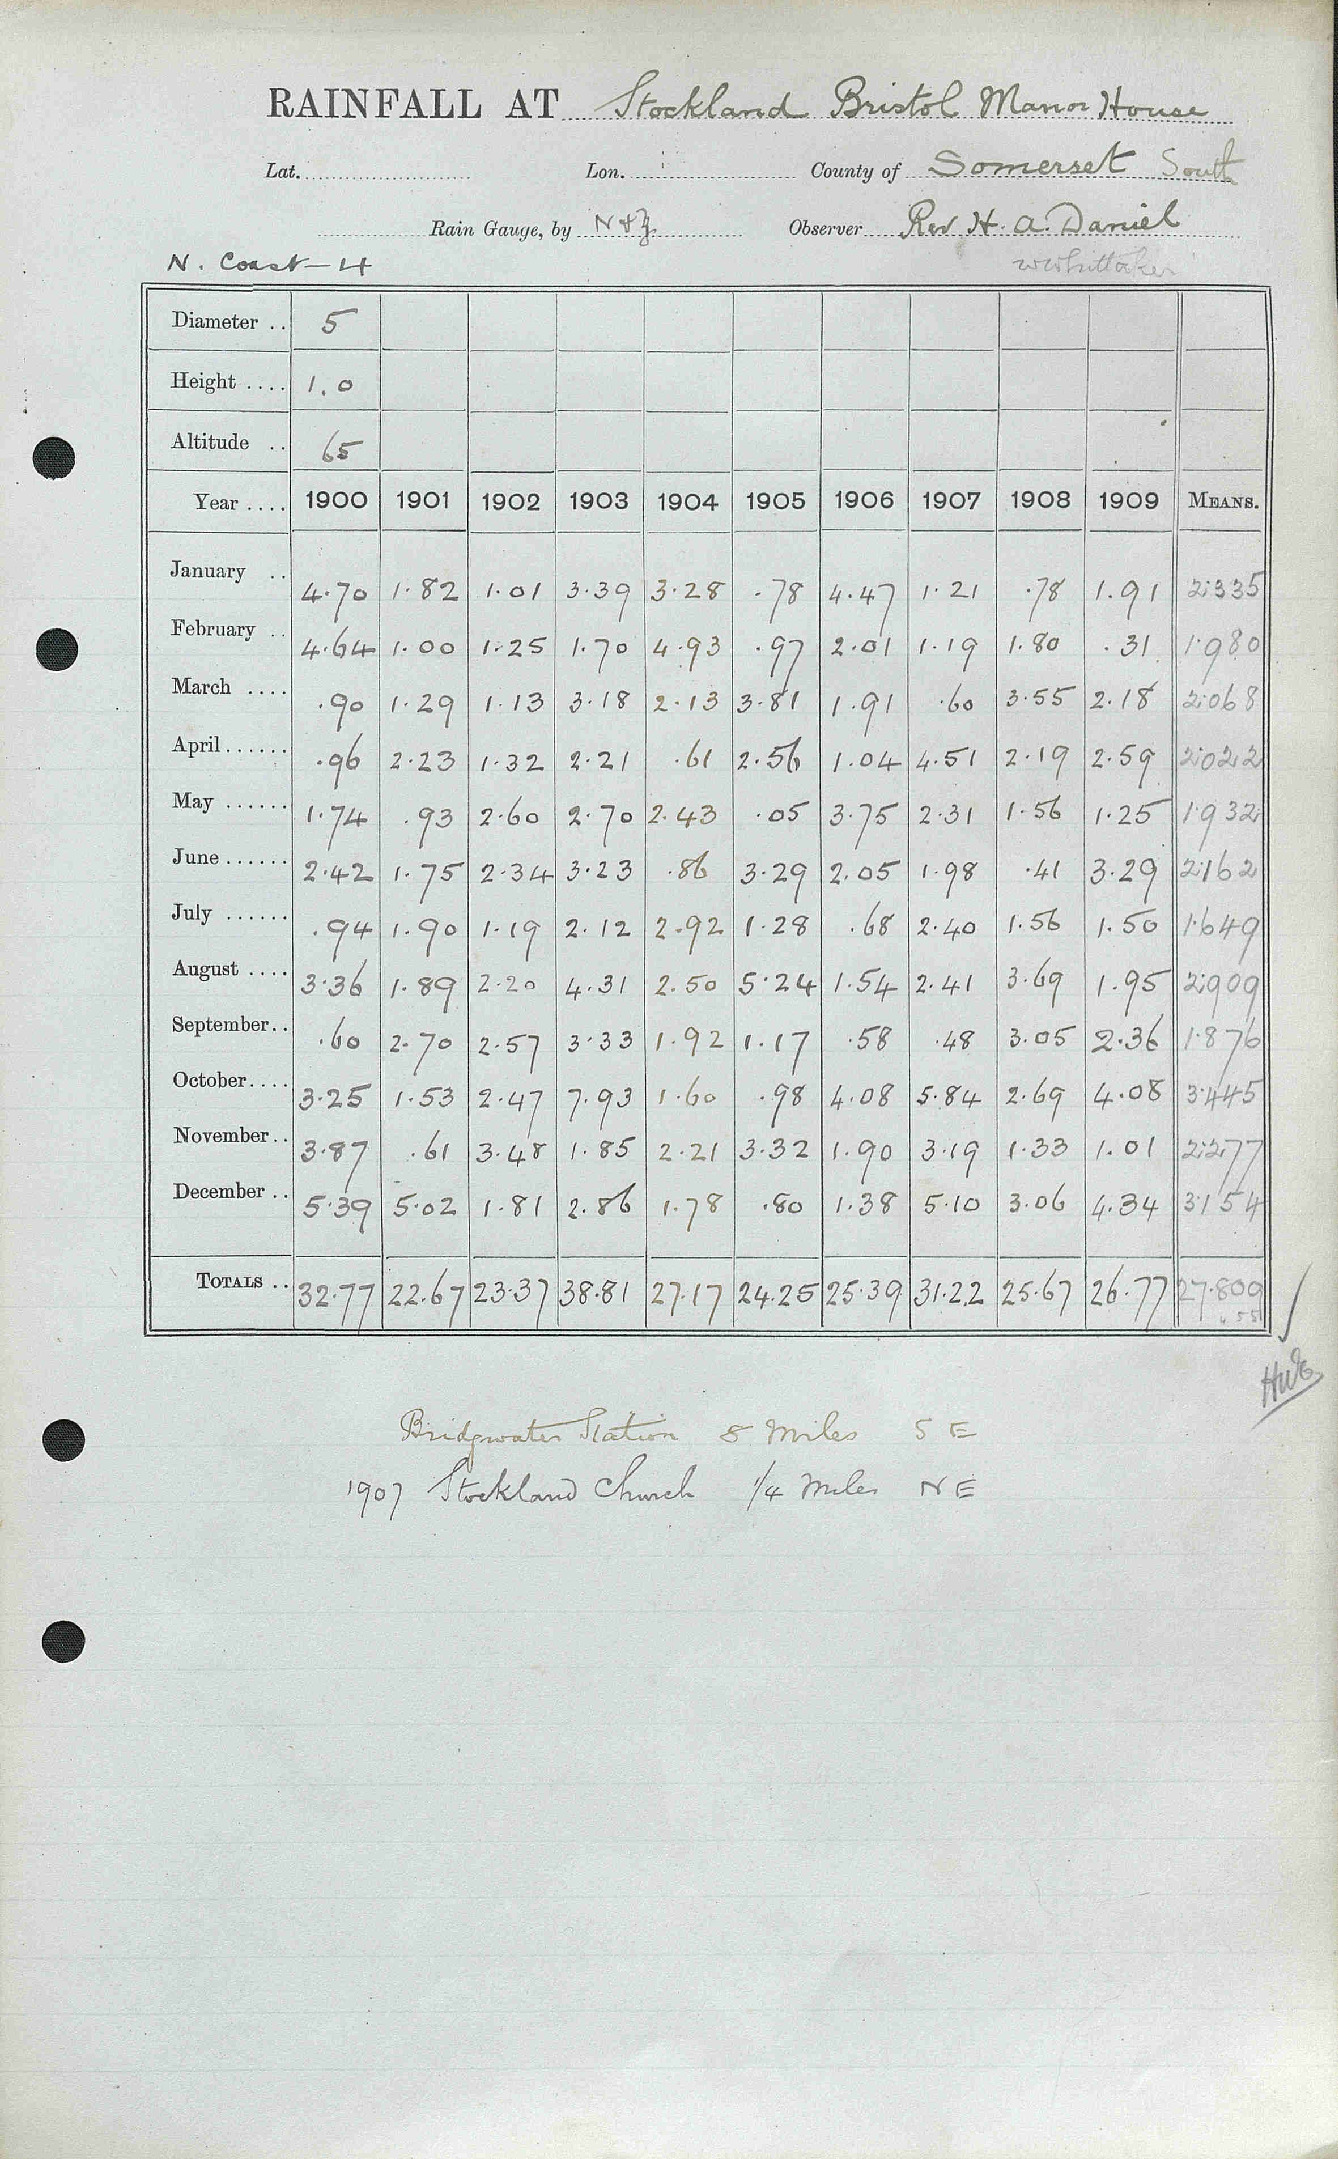 RAINFALL AT Stockland Bristol Manor House
Lat. Lon. County of Somerset South
Rain Gauge, by N & Z. Observer Rev H. A. Daniel
N. Coast - 4 W Whittaker
Diameter .. 5
Height .... 1.0
Altitude .. 65
Year .... 1900 1901 1902 1903 1904 1905 1906 1907 1908 1909 MEANS.
January .. 4.70 1.82 1.01 3.39 3.28 .78 4.47 1.21 .78 1.91 2.335
February .. 4.64 1.00 1.25 1.70 4.93 .97 2.01 1.19 1.80 .31 1.980
March .... .90 1.29 1.13 3.18 2.13 3.81 1.91 .60 3.55 2.18 2.068
April ...... .96 2.23 1.32 2.21 .61 2.56 1.04 4.51 2.19 2.59 2.022
May ...... 1.74 .93 2.60 2.70 2.43 .05 3.75 2.31 1.56 1.25 1.932
June ...... 2.42 1.75 2.34 3.23 .86 3.29 2.05 1.98 .41 3.29 2.162
July ...... .94 1.90 1.19 2.12 2.92 1.28 .68 2.40 1.56 1.50 1.649
August .... 3.36 1.89 2.20 4.31 2.50 5.24 1.54 2.41 3.69 1.95 2.909
September .. .60 2.70 2.57 3.33 1.92 1.17 .58 .48 3.05 2.36 1.876
October .... 3.25 1.53 2.47 7.93 1.60 .98 4.08 5.84 2.69 4.08 3.445
November .. 3.87 .61 3.48 1.85 2.21 3.32 1.90 3.19 1.33 1.01 2.277
December .. 5.39 5.02 1.81 2.86 1.78 .80 1.38 5.10 3.06 4.34 3.154
TOTALS .. 32.77 22.67 23.37 38.81 27.17 24.25 25.39 31.22 25.67 26.77 27.809
Bridgwater Station 8 Miles S E
1907 Stockland Church 1/4 Miles N E